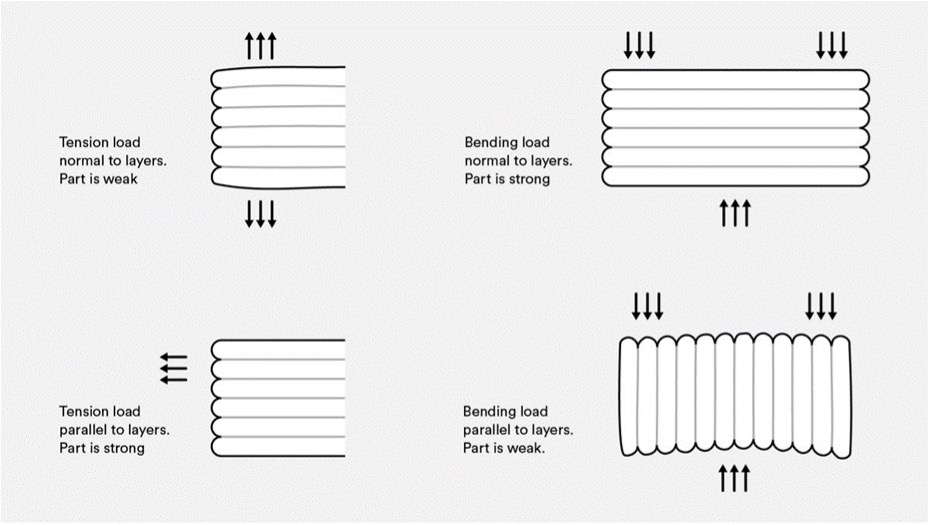 Tension load
normal to layers.
Part is weak
Bending load
normal to layers.
Part is strong
Tension load
parallel to layers.
Part is strong
Bending load
parallel to layers.
Part is weak.